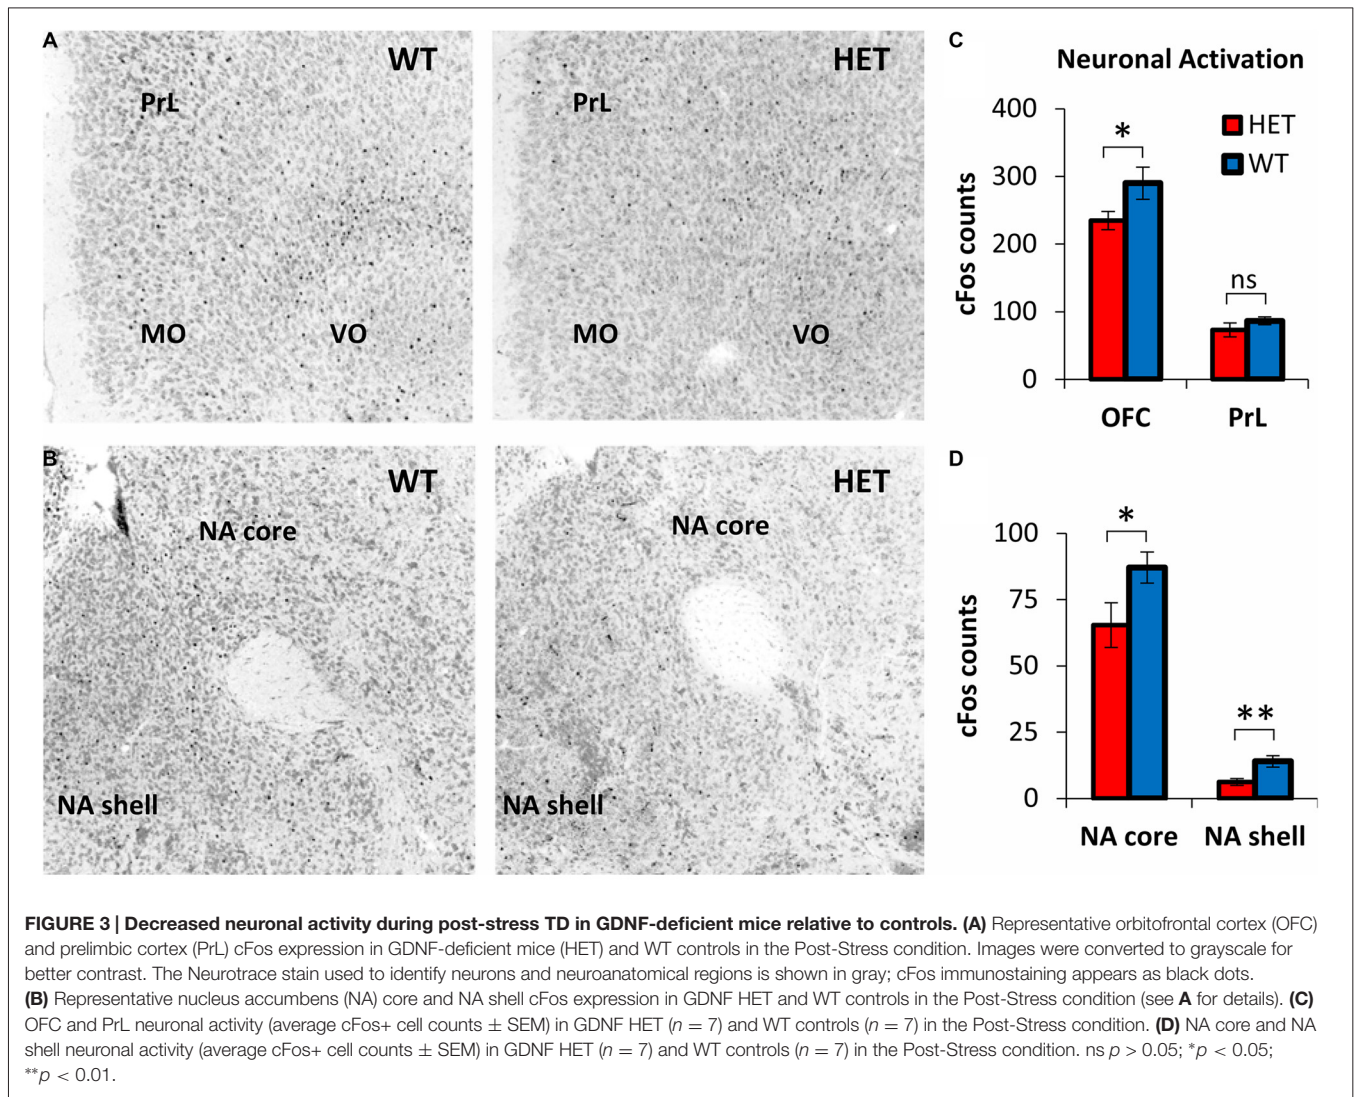 A
WT
PrL
MO
VO
HET
PrL
MO
VO
B
WT
NA core
NA shell
HET
NA core
NA shell
C
Neuronal Activation
400
300
200
100
0
cFos counts
*
ns
HET
WT
OFC
PrL
D
100
75
50
25
0
cFos counts
*
**
NA core
NA shell
FIGURE 3 | Decreased neuronal activity during post-stress TD in GDNF-deficient mice relative to controls. (A) Representative orbitofrontal cortex (OFC)
and prelimbic cortex (PrL) cFos expression in GDNF-deficient mice (HET) and WT controls in the Post-Stress condition. Images were converted to grayscale for
better contrast. The Neurotrace stain used to identify neurons and neuroanatomical regions is shown in gray; cFos immunostaining appears as black dots.
(B) Representative nucleus accumbens (NA) core and NA shell cFos expression in GDNF HET and WT controls in the Post-Stress condition (see A for details). (C)
OFC and PrL neuronal activity (average cFos+ cell counts ± SEM) in GDNF HET (n = 7) and WT controls (n = 7) in the Post-Stress condition. (D) NA core and NA
shell neuronal activity (average cFos+ cell counts ± SEM) in GDNF HET (n = 7) and WT controls (n = 7) in the Post-Stress condition. ns p > 0.05; *p < 0.05;
**p < 0.01.